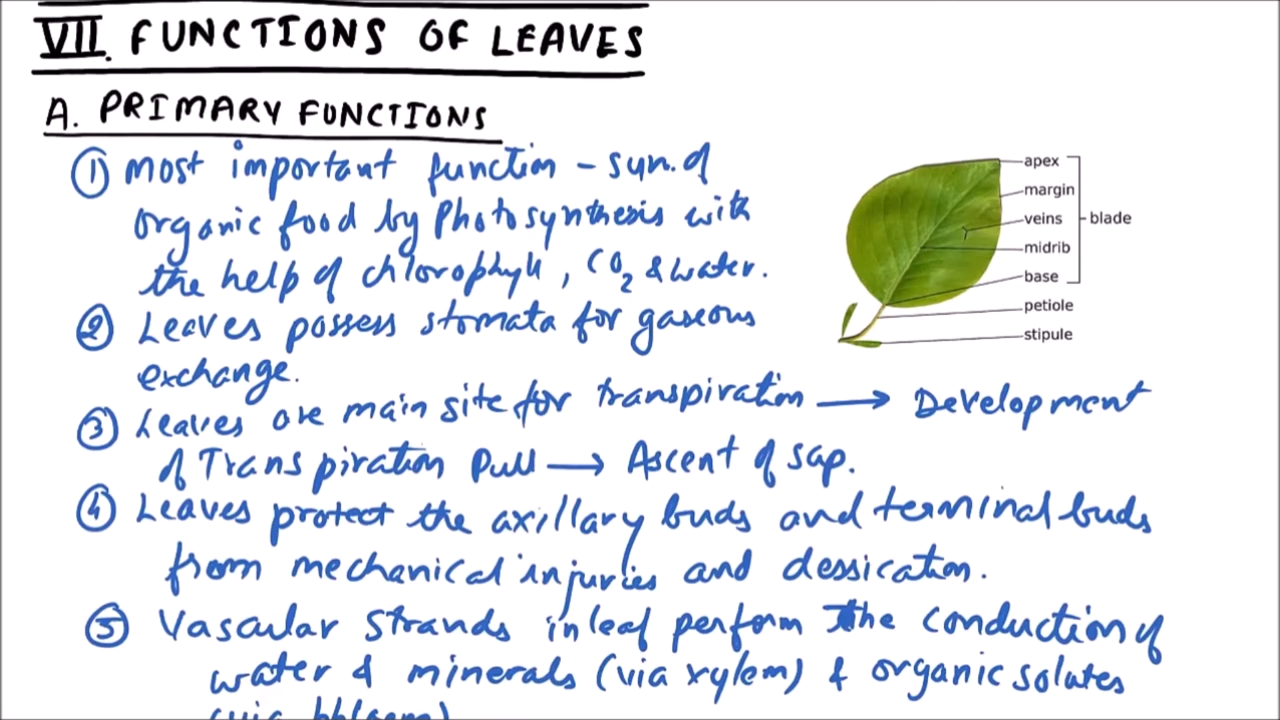 VII. FUNCTIONS OF LEAVES
A. PRIMARY FUNCTIONS
① Most important function - syn. of
organic food by Photosynthesis with
the help of chlorophyll, CO₂ & water.
② Leaves possess stomata for gaseous
exchange.
③ Leaves are main site for transpiration → Development
of Transpiration Pull → Ascent of sap.
④ Leaves protect the axillary buds and terminal buds
from mechanical injuries and dessication.
⑤ Vascular strands in leaf perform the conduction of
water & minerals (via xylem) & organic solutes
apex
margin
veins
blade
midrib
base
petiole
stipule